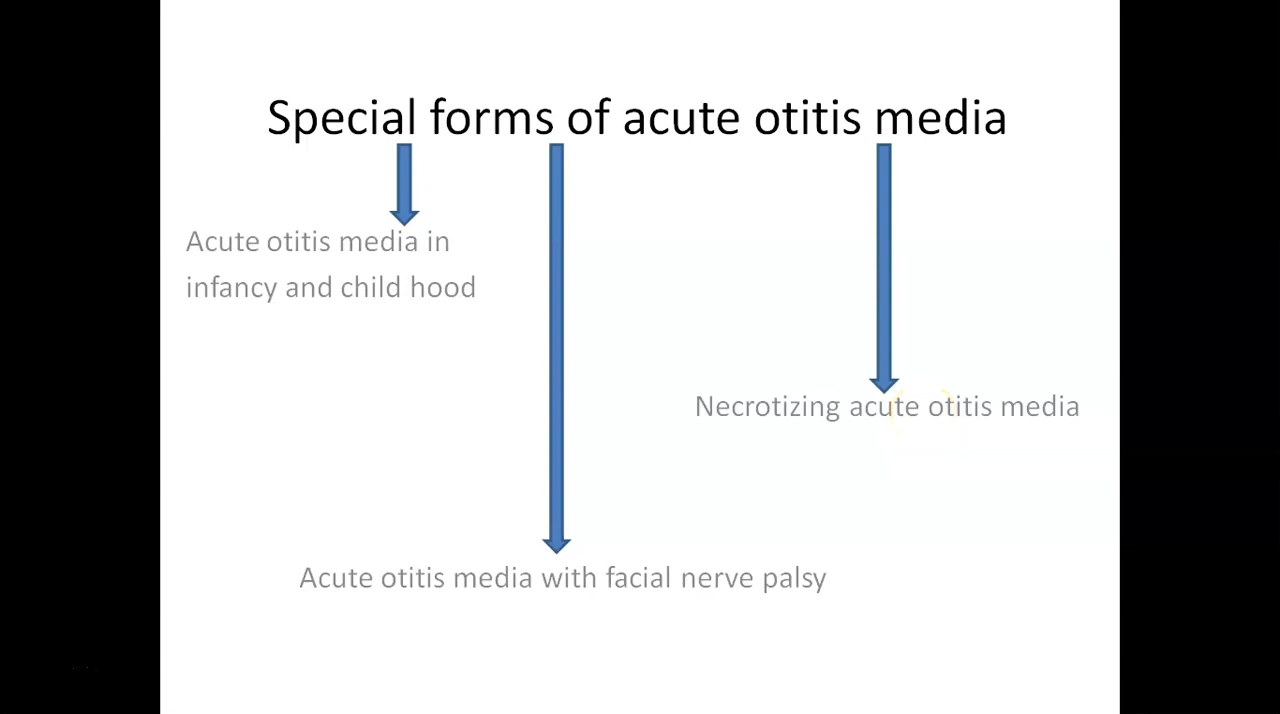 Special forms of acute otitis media
Acute otitis media in
infancy and child hood
Necrotizing acute otitis media
Acute otitis media with facial nerve palsy